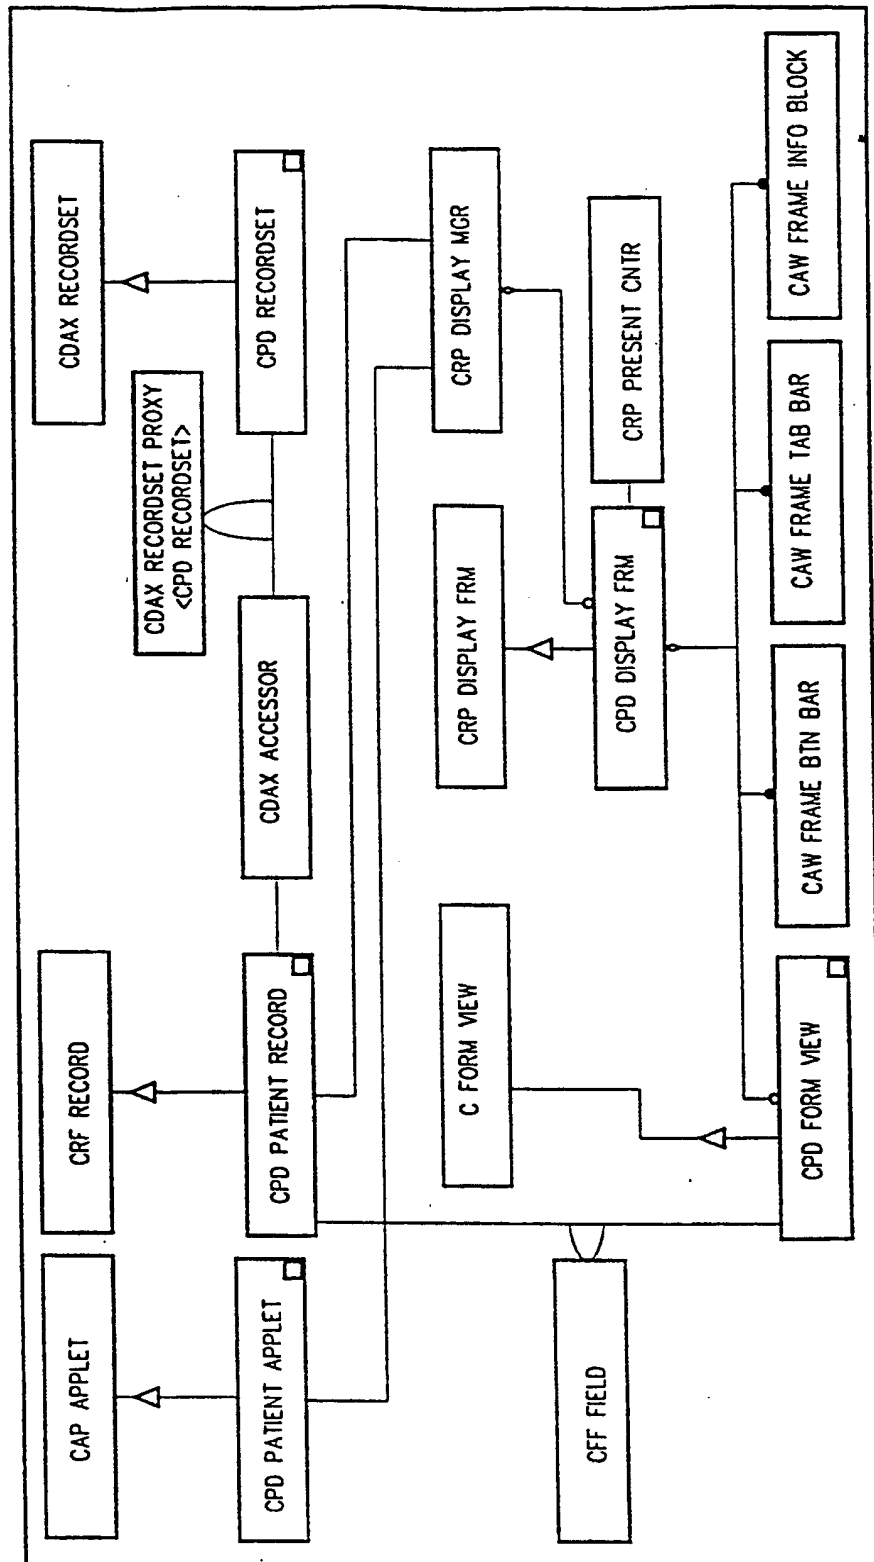 CAP APPLET
CRF RECORD
CDAX RECORDSET
CDAX RECORDSET PROXY
<CPD RECORDSET>
CPD PATIENT APPLET
CPD PATIENT RECORD
CDAX ACCESSOR
CPD RECORDSET
C FORM VIEW
CRP DISPLAY FRM
CRP DISPLAY MGR
CFF FIELD
CPD DISPLAY FRM
CRP PRESENT CNTR
CPD FORM VIEW
CAW FRAME BTN BAR
CAW FRAME TAB BAR
CAW FRAME INFO BLOCK